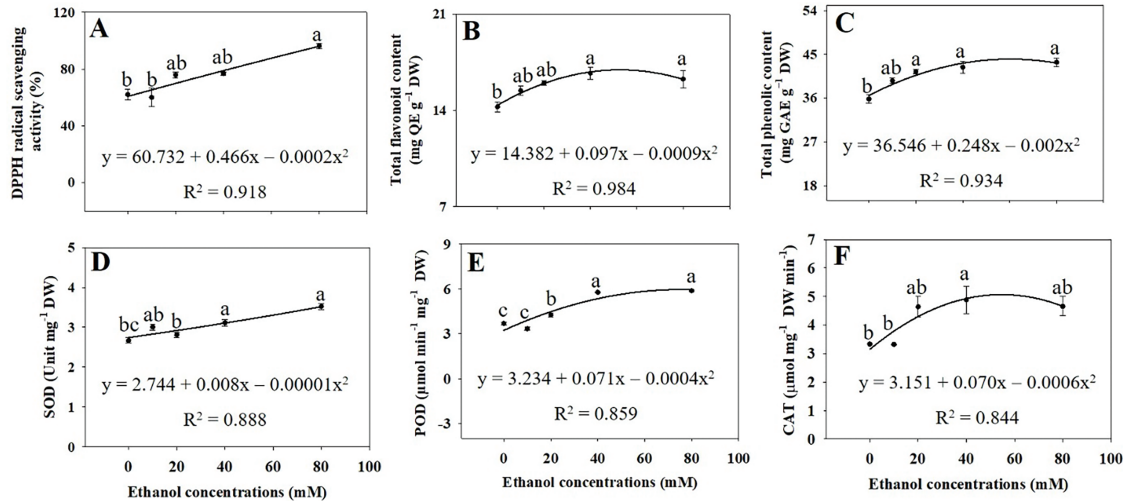 A
DPPH radical scavenging
activity (%)
120
80
40
0
b
b
ab
ab
a
y = 60.732 + 0.466x – 0.0002x²
R² = 0.918
B
Total flavonoid content
(mg QE g⁻¹ DW)
21
14
7
b
ab
ab
a
a
y = 14.382 + 0.097x – 0.0009x²
R² = 0.984
C
Total phenolic content
(mg GAE g⁻¹ DW)
54
45
36
27
18
b
ab
a
a
a
y = 36.546 + 0.248x – 0.002x²
R² = 0.934
D
SOD (Unit mg⁻¹ DW)
5
4
3
2
1
0
bc
ab
b
a
a
y = 2.744 + 0.008x – 0.00001x²
R² = 0.888
0 20 40 60 80 100
Ethanol concentrations (mM)
E
POD (µmol min⁻¹ mg⁻¹ DW)
9
6
3
0
-3
c
c
b
a
a
y = 3.234 + 0.071x – 0.0004x²
R² = 0.859
0 20 40 60 80 100
Ethanol concentrations (mM)
F
CAT (µmol mg⁻¹ DW min⁻¹)
7
6
5
4
3
2
1
0
b
b
ab
a
ab
y = 3.151 + 0.070x – 0.0006x²
R² = 0.844
0 20 40 60 80 100
Ethanol concentrations (mM)